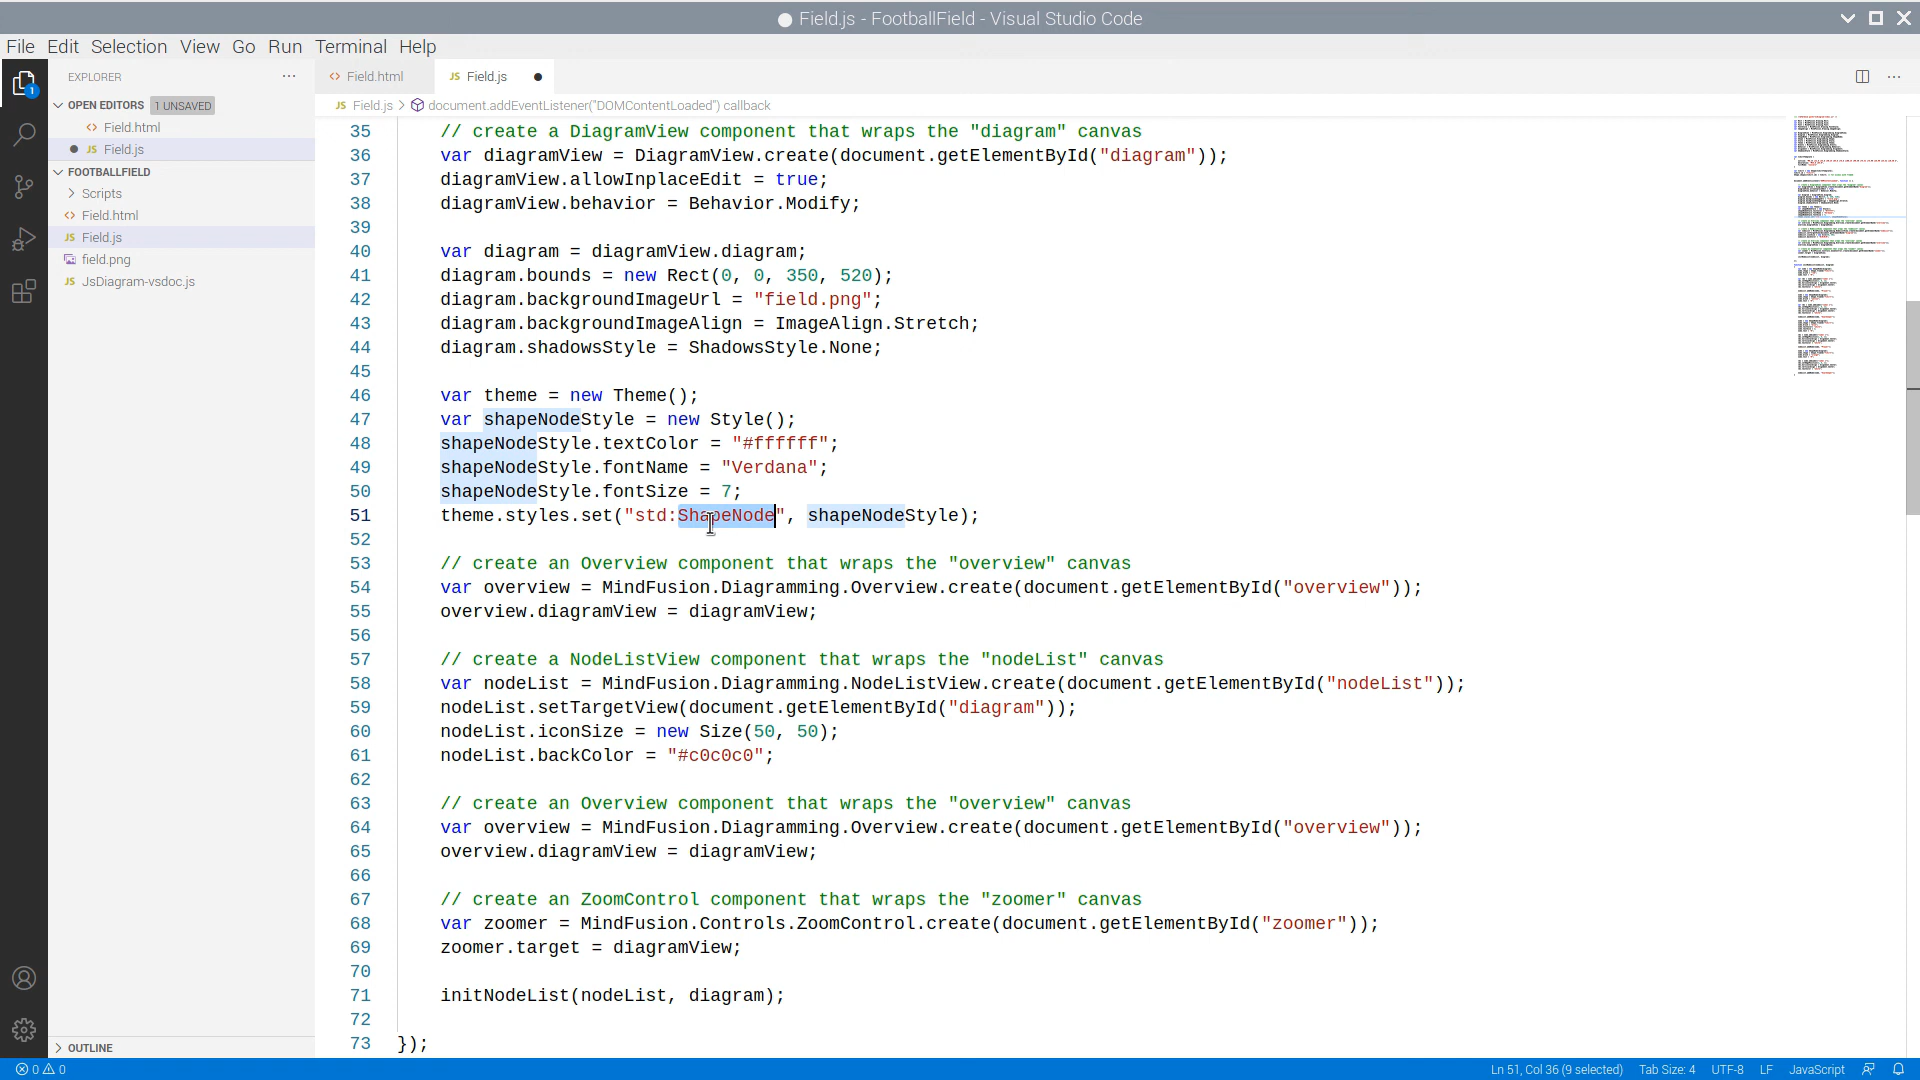 Field.js - FootballField - Visual Studio Code
File Edit Selection View Go Run Terminal Help
EXPLORER
OPEN EDITORS 1 UNSAVED
Field.html
JS Field.js
FOOTBALLFIELD
Scripts
Field.html
JS Field.js
field.png
JS JsDiagram-vsdoc.js
OUTLINE
1
Field.html
JS Field.js
JS Field.js > document.addEventListener("DOMContentLoaded") callback
35 // create a DiagramView component that wraps the "diagram" canvas
36 var diagramView = DiagramView.create(document.getElementById("diagram"));
37 diagramView.allowInplaceEdit = true;
38 diagramView.behavior = Behavior.Modify;
39
40 var diagram = diagramView.diagram;
41 diagram.bounds = new Rect(0, 0, 350, 520);
42 diagram.backgroundImageUrl = "field.png";
43 diagram.backgroundImageAlign = ImageAlign.Stretch;
44 diagram.shadowsStyle = ShadowsStyle.None;
45
46 var theme = new Theme();
47 var shapeNodeStyle = new Style();
48 shapeNodeStyle.textColor = "#ffffff";
49 shapeNodeStyle.fontName = "Verdana";
50 shapeNodeStyle.fontSize = 7;
51 theme.styles.set("std:ShapeNode", shapeNodeStyle);
52
53 // create an Overview component that wraps the "overview" canvas
54 var overview = MindFusion.Diagramming.Overview.create(document.getElementById("overview"));
55 overview.diagramView = diagramView;
56
57 // create a NodeListView component that wraps the "nodeList" canvas
58 var nodeList = MindFusion.Diagramming.NodeListView.create(document.getElementById("nodeList"));
59 nodeList.setTargetView(document.getElementById("diagram"));
60 nodeList.iconSize = new Size(50, 50);
61 nodeList.backColor = "#c0c0c0";
62
63 // create an Overview component that wraps the "overview" canvas
64 var overview = MindFusion.Diagramming.Overview.create(document.getElementById("overview"));
65 overview.diagramView = diagramView;
66
67 // create an ZoomControl component that wraps the "zoomer" canvas
68 var zoomer = MindFusion.Controls.ZoomControl.create(document.getElementById("zoomer"));
69 zoomer.target = diagramView;
70
71 initNodeList(nodeList, diagram);
72
73 });
0 0 Ln 51, Col 36 (9 selected) Tab Size: 4 UTF-8 LF JavaScript